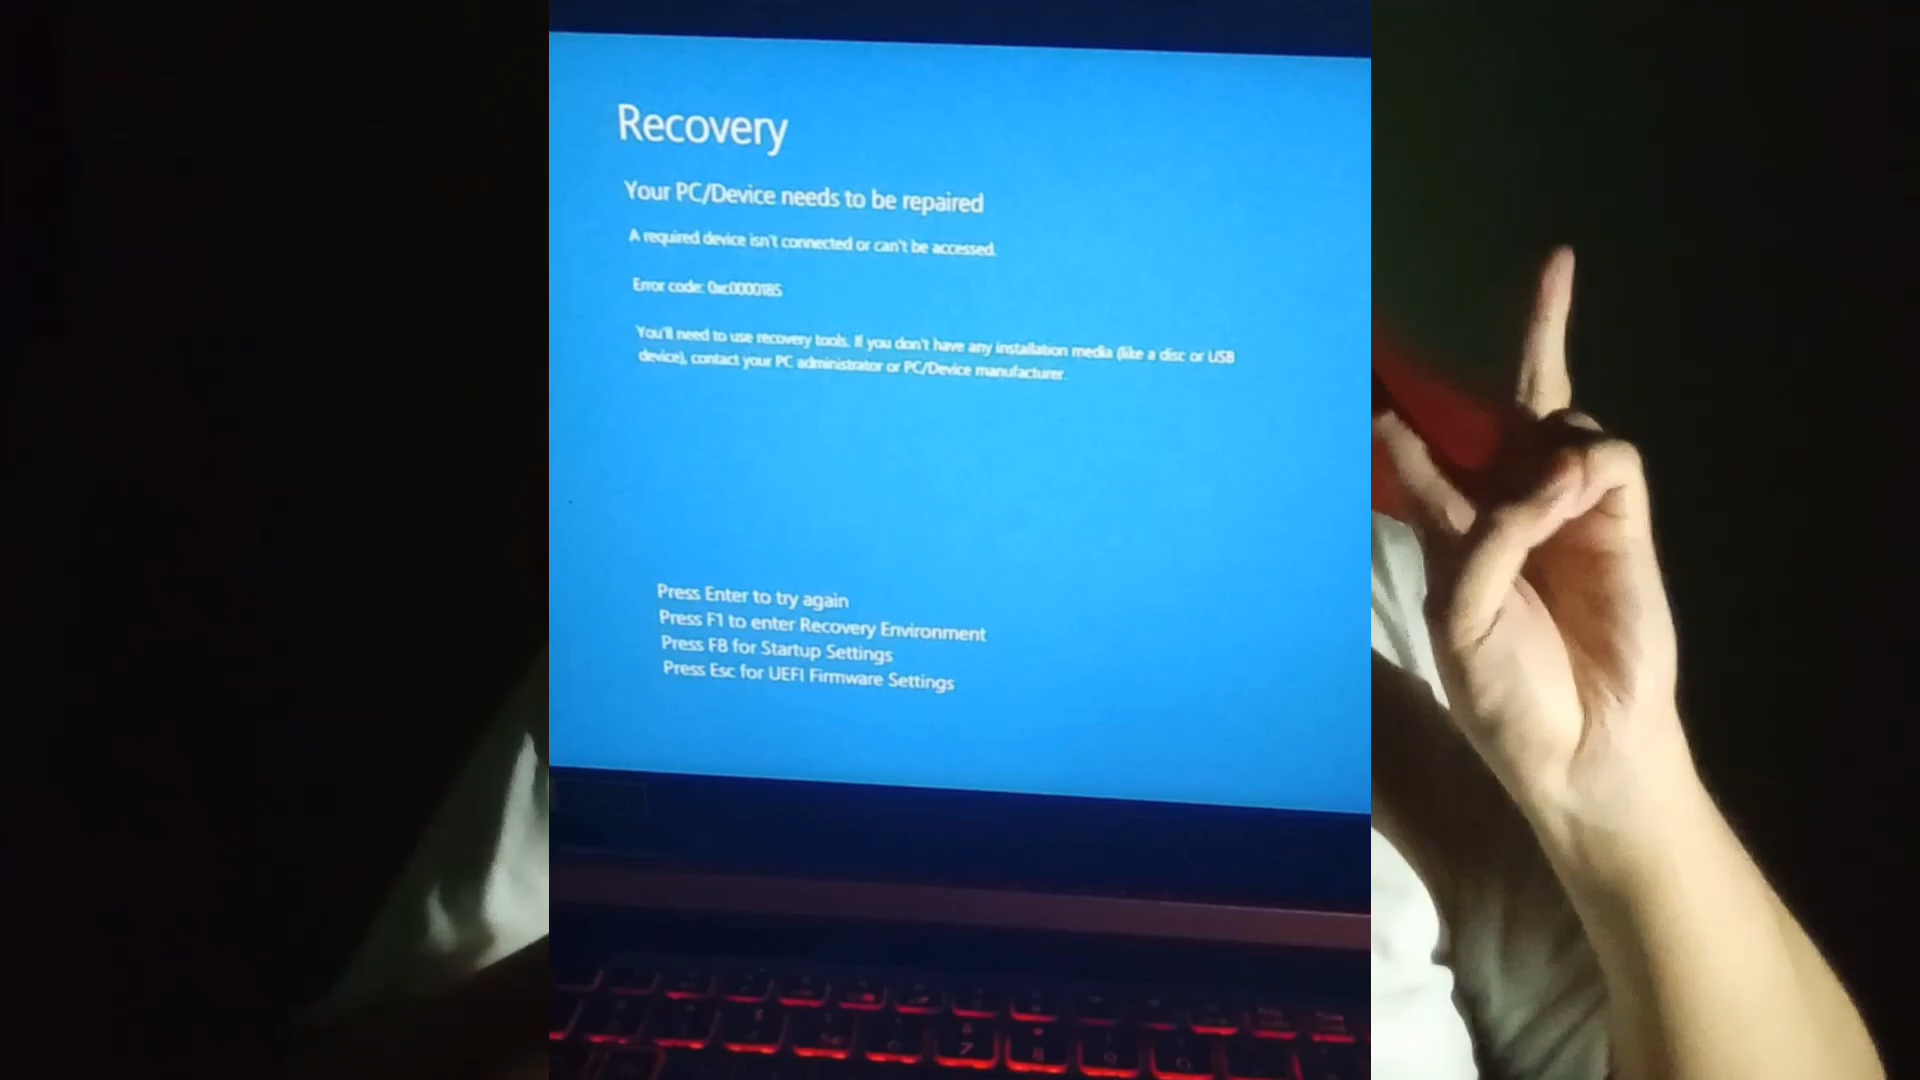 Recovery
Your PC/Device needs to be repaired
A required device isn't connected or can't be accessed.
Error code: 0xc0000185
You'll need to use recovery tools. If you don't have any installation media (like a disc or USB
device), contact your PC administrator or PC/Device manufacturer.
Press Enter to try again
Press F1 to enter Recovery Environment
Press F8 for Startup Settings
Press Esc for UEFI Firmware Settings
7
8